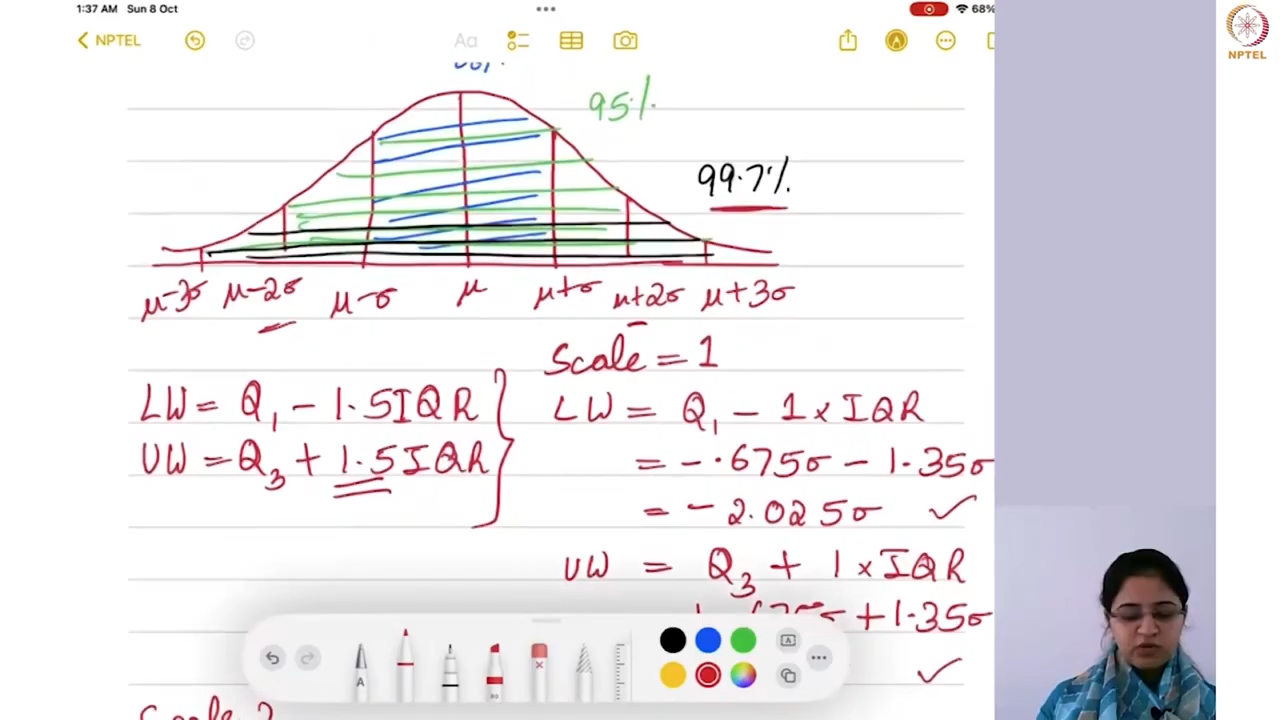 1:37 AM Sun 8 Oct
68%
NPTEL
Aa
NPTEL
95%
99.7%
μ-3σ μ-2σ μ-σ μ μ+σ μ+2σ μ+3σ
Scale = 1
LW = Q₁ - 1.5IQR
UW = Q₃ + 1.5IQR
LW = Q₁ - 1 × IQR
= - .675σ - 1.35σ
= - 2.025σ ✓
UW = Q₃ + 1 × IQR
+ 1.35σ
✓
A
80
A